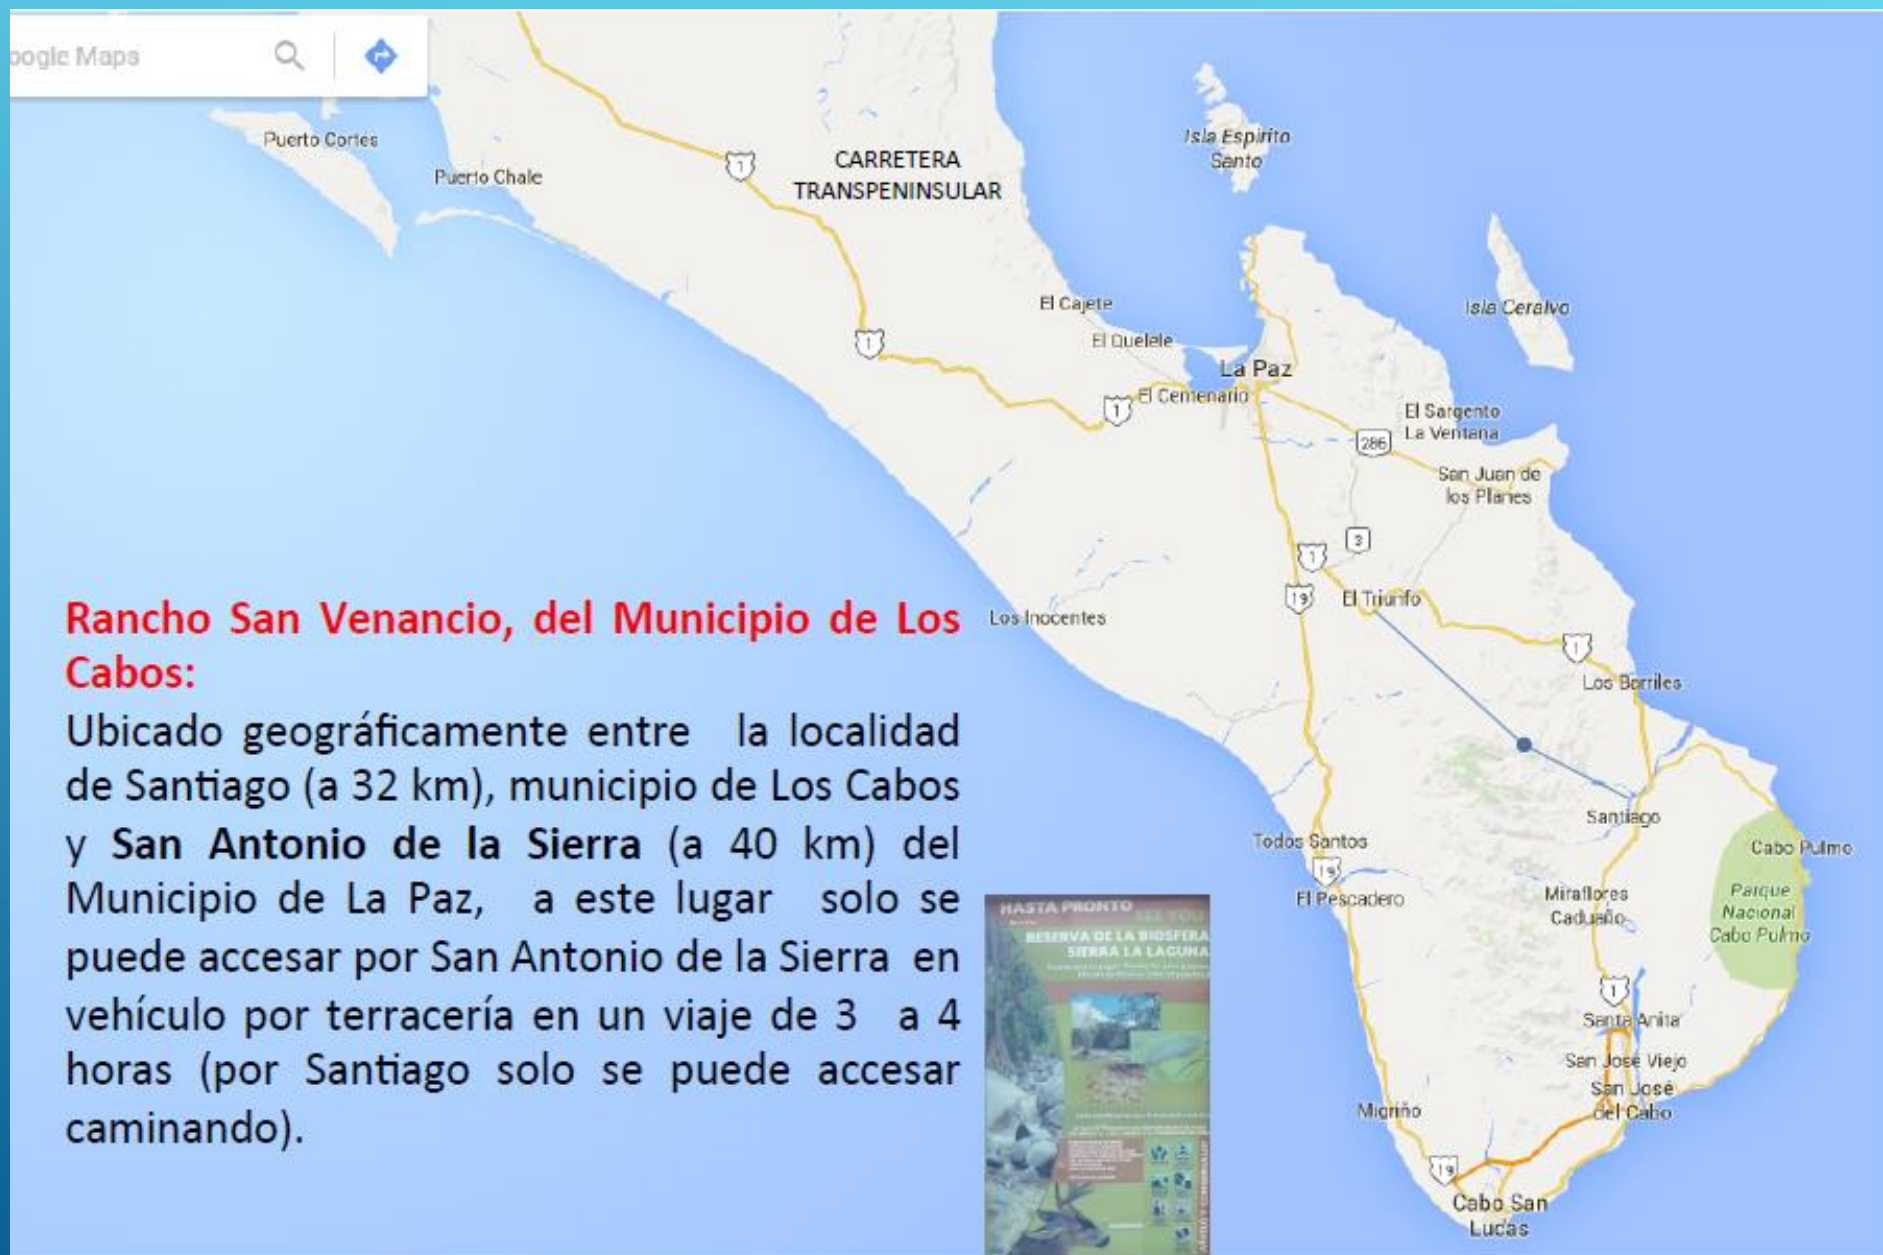 oogle Maps
Puerto Cortés
Puerto Chale
1
CARRETERA
TRANSPENINSULAR
Isla Espirito
Santo
Isla Ceralvo
El Cajete
1
El Quelele
La Paz
El Centenario
1
El Sargento
La Ventana
286
San Juan de
los Planes
3
1
19
El Triunfo
Los Inocentes
1
Los Barriles
Santiago
Todos Santos
19
El Pescadero
Cabo Pulmo
Parque
Nacional
Cabo Pulmo
Miraflores
Caduaño
1
Santa Anita
San José Viejo
San José
del Cabo
Migriño
19
Cabo San
Lucas
Rancho San Venancio, del Municipio de Los
Cabos:
Ubicado geográficamente entre la localidad
de Santiago (a 32 km), municipio de Los Cabos
y San Antonio de la Sierra (a 40 km) del
Municipio de La Paz, a este lugar solo se
puede accesar por San Antonio de la Sierra en
vehículo por terracería en un viaje de 3 a 4
horas (por Santiago solo se puede accesar
caminando).
HASTA PRONTO
SEE YOU
RESERVA DE LA BIOSFERA
SIERRA LA LAGUNA